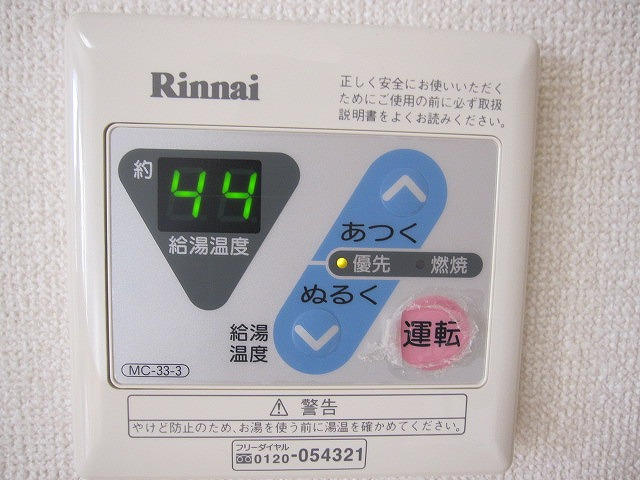 Rinnai
正しく安全にお使いいただく
ためにご使用の前に必ず取扱
説明書をよくお読みください。
約
44
給湯温度
あつく
優先 燃焼
ぬるく
給湯
温度
運転
MC-33-3
⚠ 警告
やけど防止のため、お湯を使う前に湯温を確かめてください。
フリーダイヤル
0120-054321